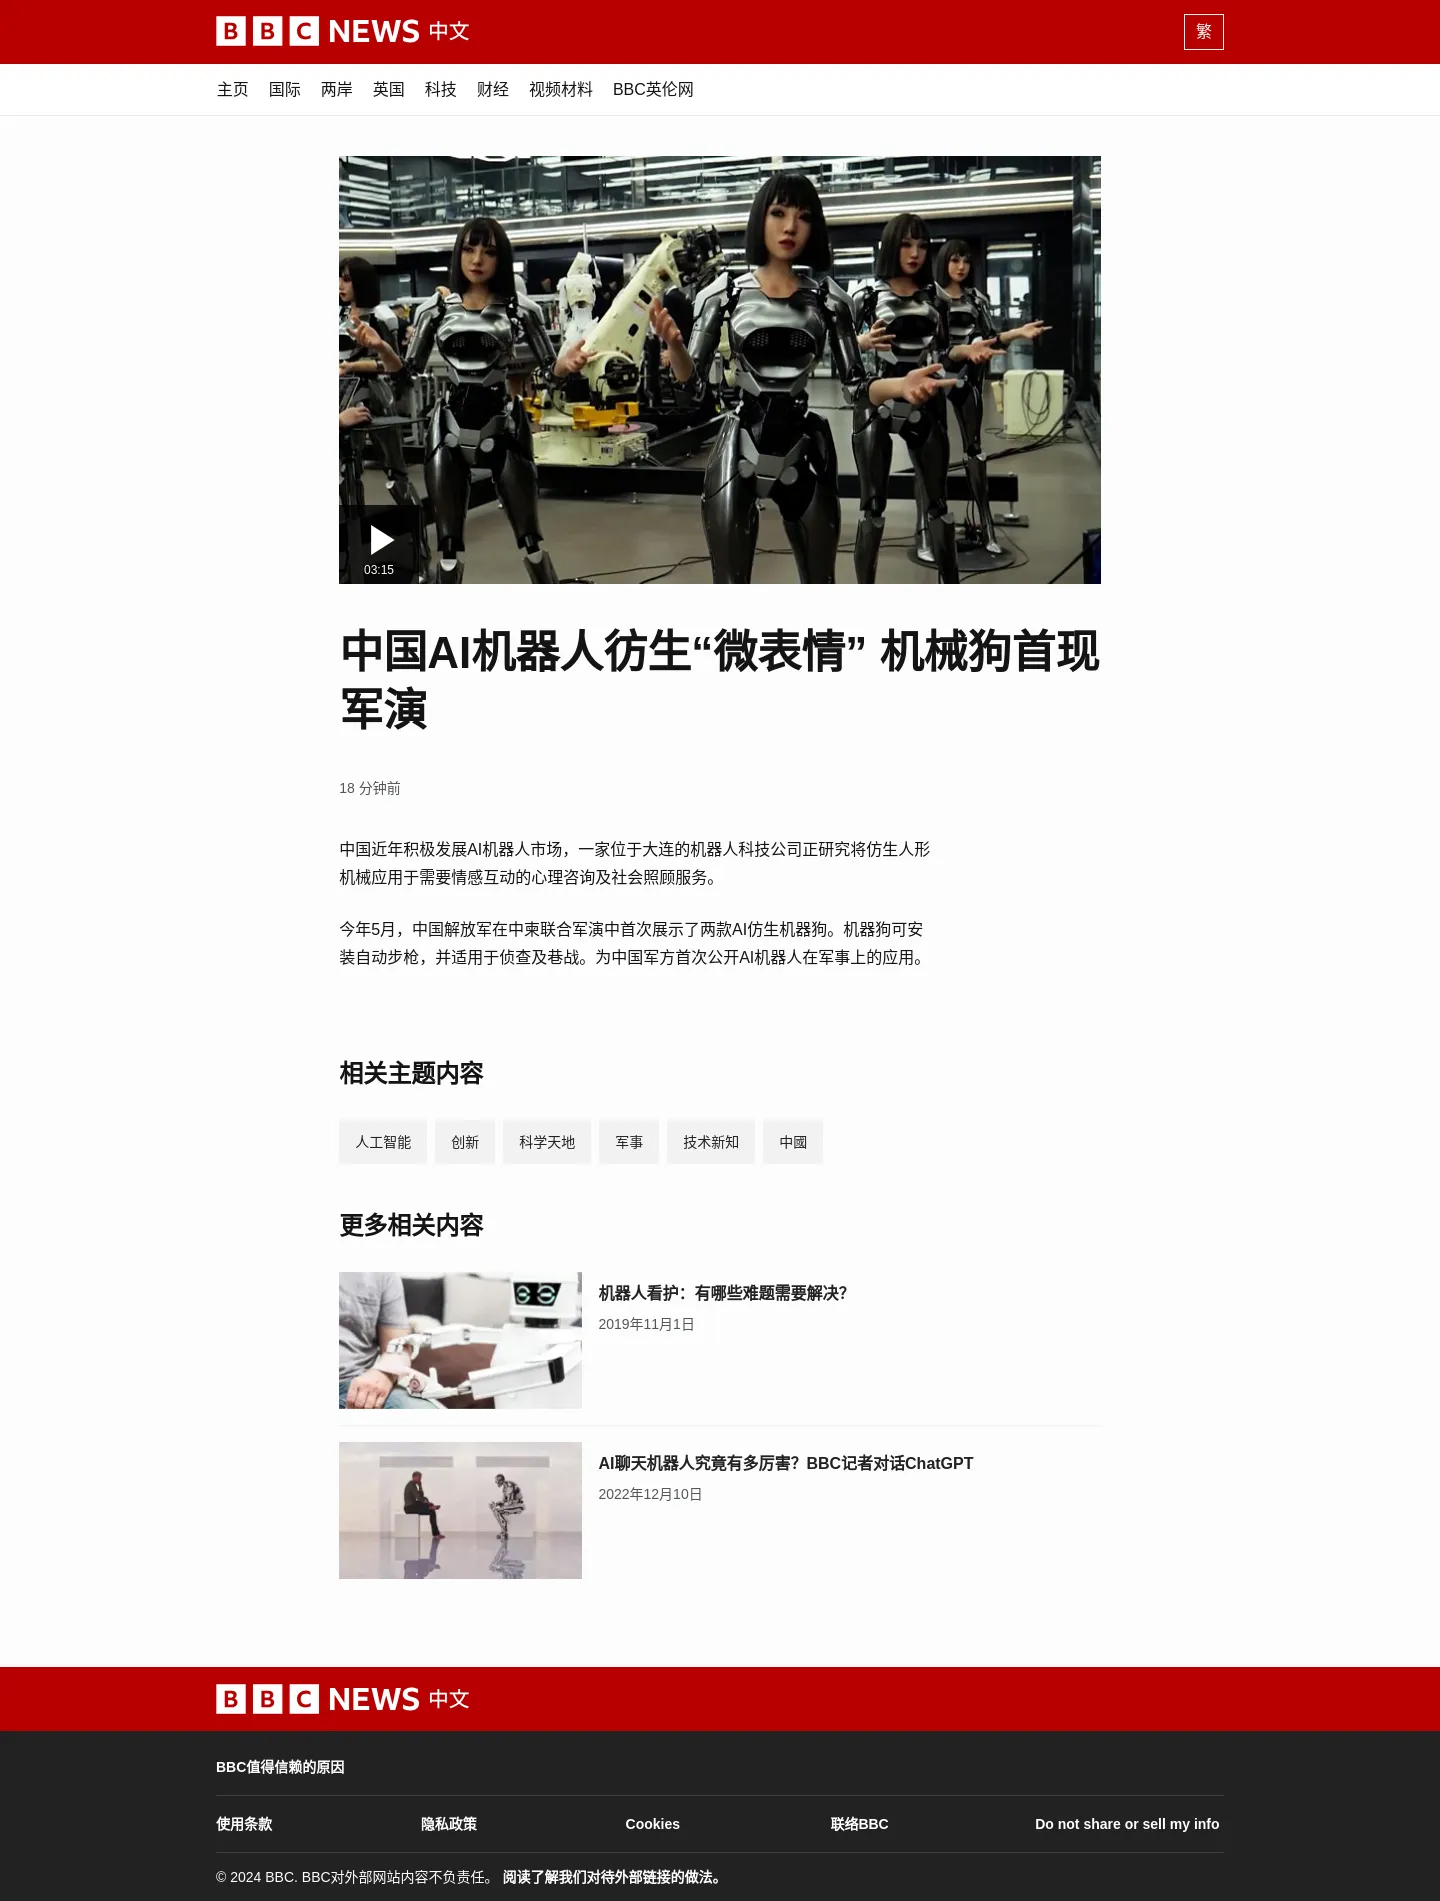 BBC NEWS 中文
繁
主页 国际 两岸 英国 科技 财经 视频材料 BBC英伦网
03:15
中国AI机器人彷生“微表情” 机械狗首现
军演
18 分钟前
中国近年积极发展AI机器人市场，一家位于大连的机器人科技公司正研究将仿生人形
机械应用于需要情感互动的心理咨询及社会照顾服务。
今年5月，中国解放军在中柬联合军演中首次展示了两款AI仿生机器狗。机器狗可安
装自动步枪，并适用于侦查及巷战。为中国军方首次公开AI机器人在军事上的应用。
相关主题内容
人工智能 创新 科学天地 军事 技术新知 中國
更多相关内容
机器人看护：有哪些难题需要解决？
2019年11月1日
AI聊天机器人究竟有多厉害？BBC记者对话ChatGPT
2022年12月10日
BBC NEWS 中文
BBC值得信赖的原因
使用条款 隐私政策 Cookies 联络BBC Do not share or sell my info
© 2024 BBC. BBC对外部网站内容不负责任。 阅读了解我们对待外部链接的做法。